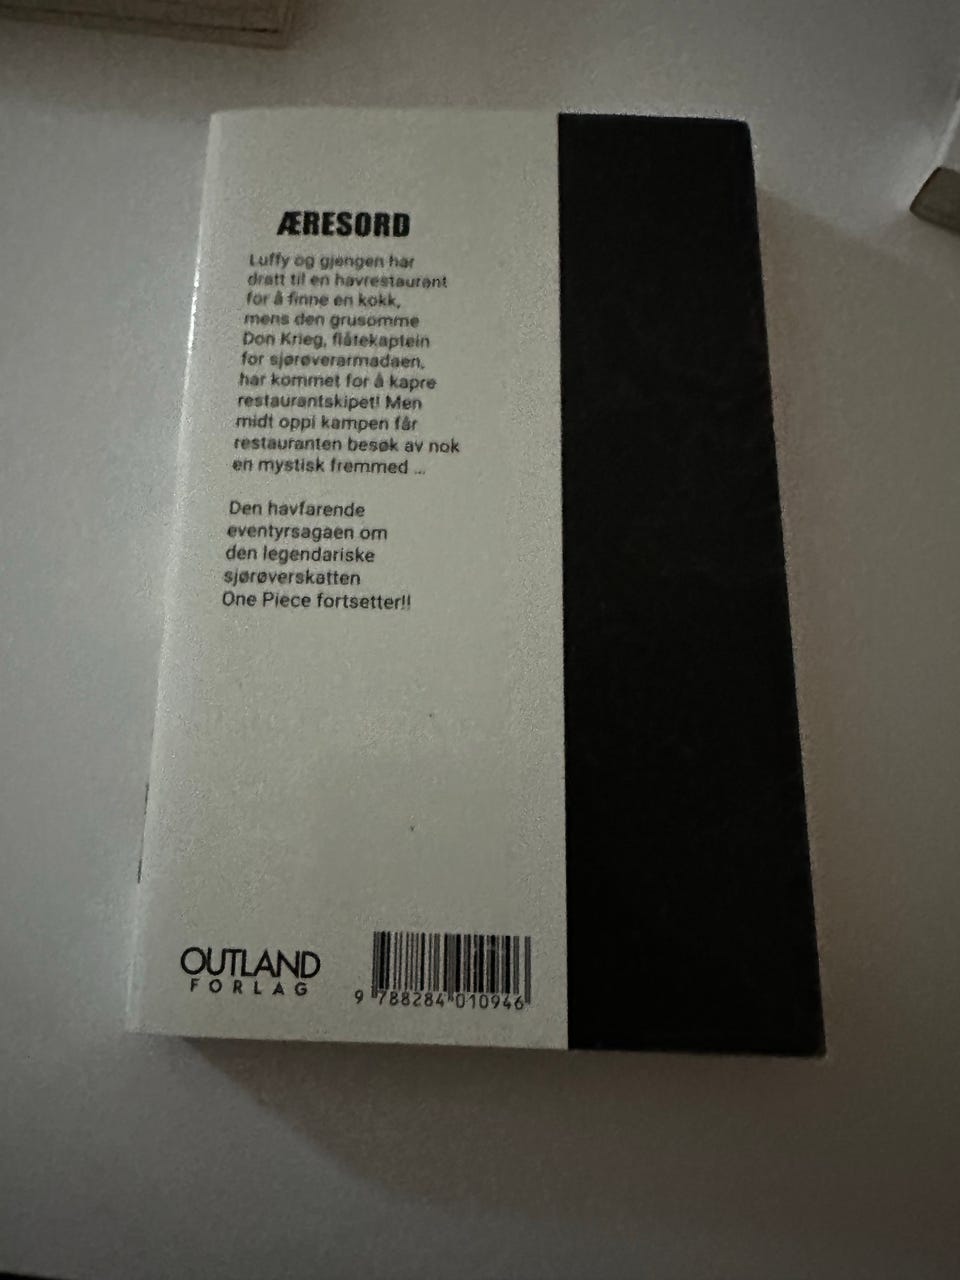 ÆRESORD
Luffy og gjengen har
dratt til en havrestaurant
for å finne en kokk,
mens den grusomme
Don Krieg, flåtekaptein
for sjørøverarmadaen,
har kommet for å kapre
restaurantskipet! Men
midt oppi kampen får
restauranten besøk av nok
en mystisk fremmed ...
Den havfarende
eventyrsagaen om
den legendariske
sjørøverskatten
One Piece fortsetter!!
OUTLAND
FORLAG
9 788284 010946